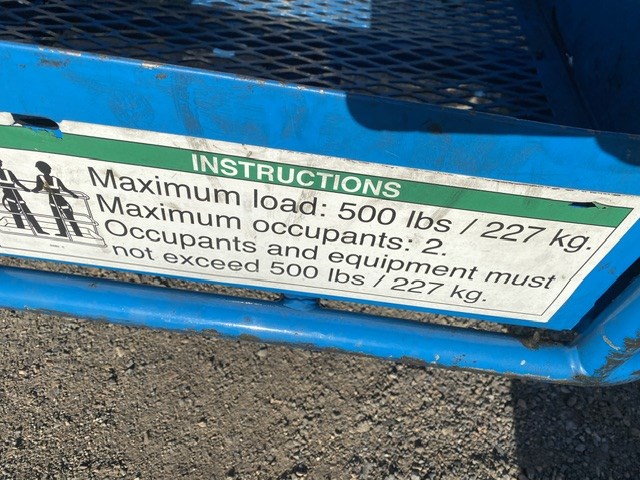 INSTRUCTIONS
Maximum load: 500 lbs / 227 kg.
Maximum occupants: 2.
Occupants and equipment must
not exceed 500 lbs / 227 kg.